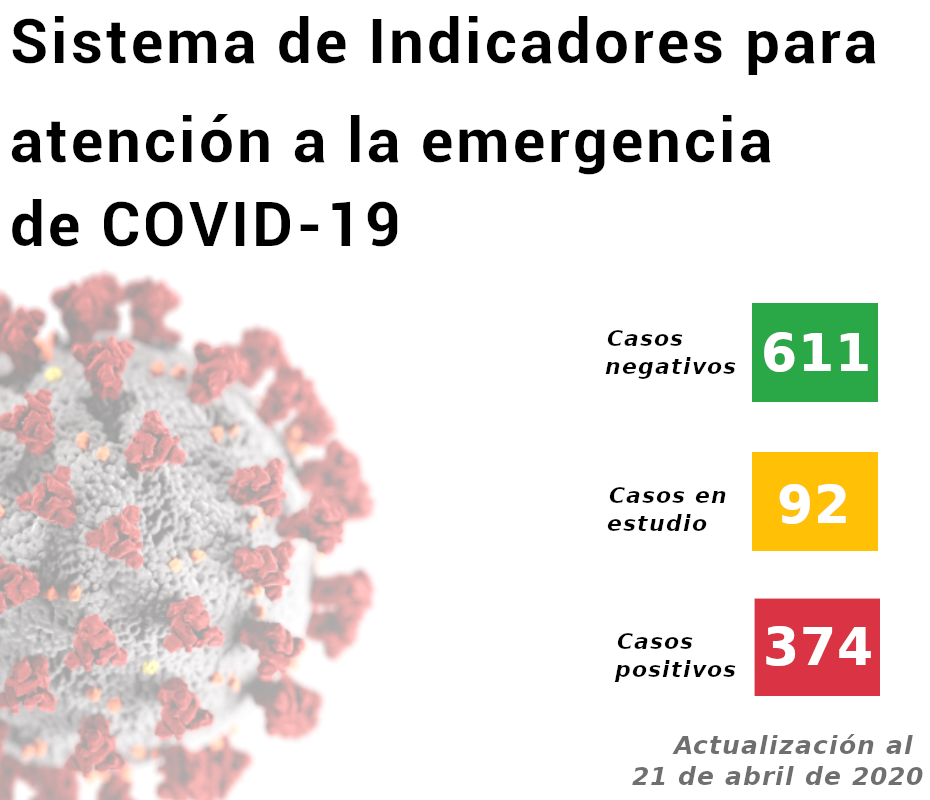 Sistema de Indicadores para
atención a la emergencia
de COVID-19
Casos
negativos
611
Casos en
estudio
92
Casos
positivos
374
Actualización al
21 de abril de 2020